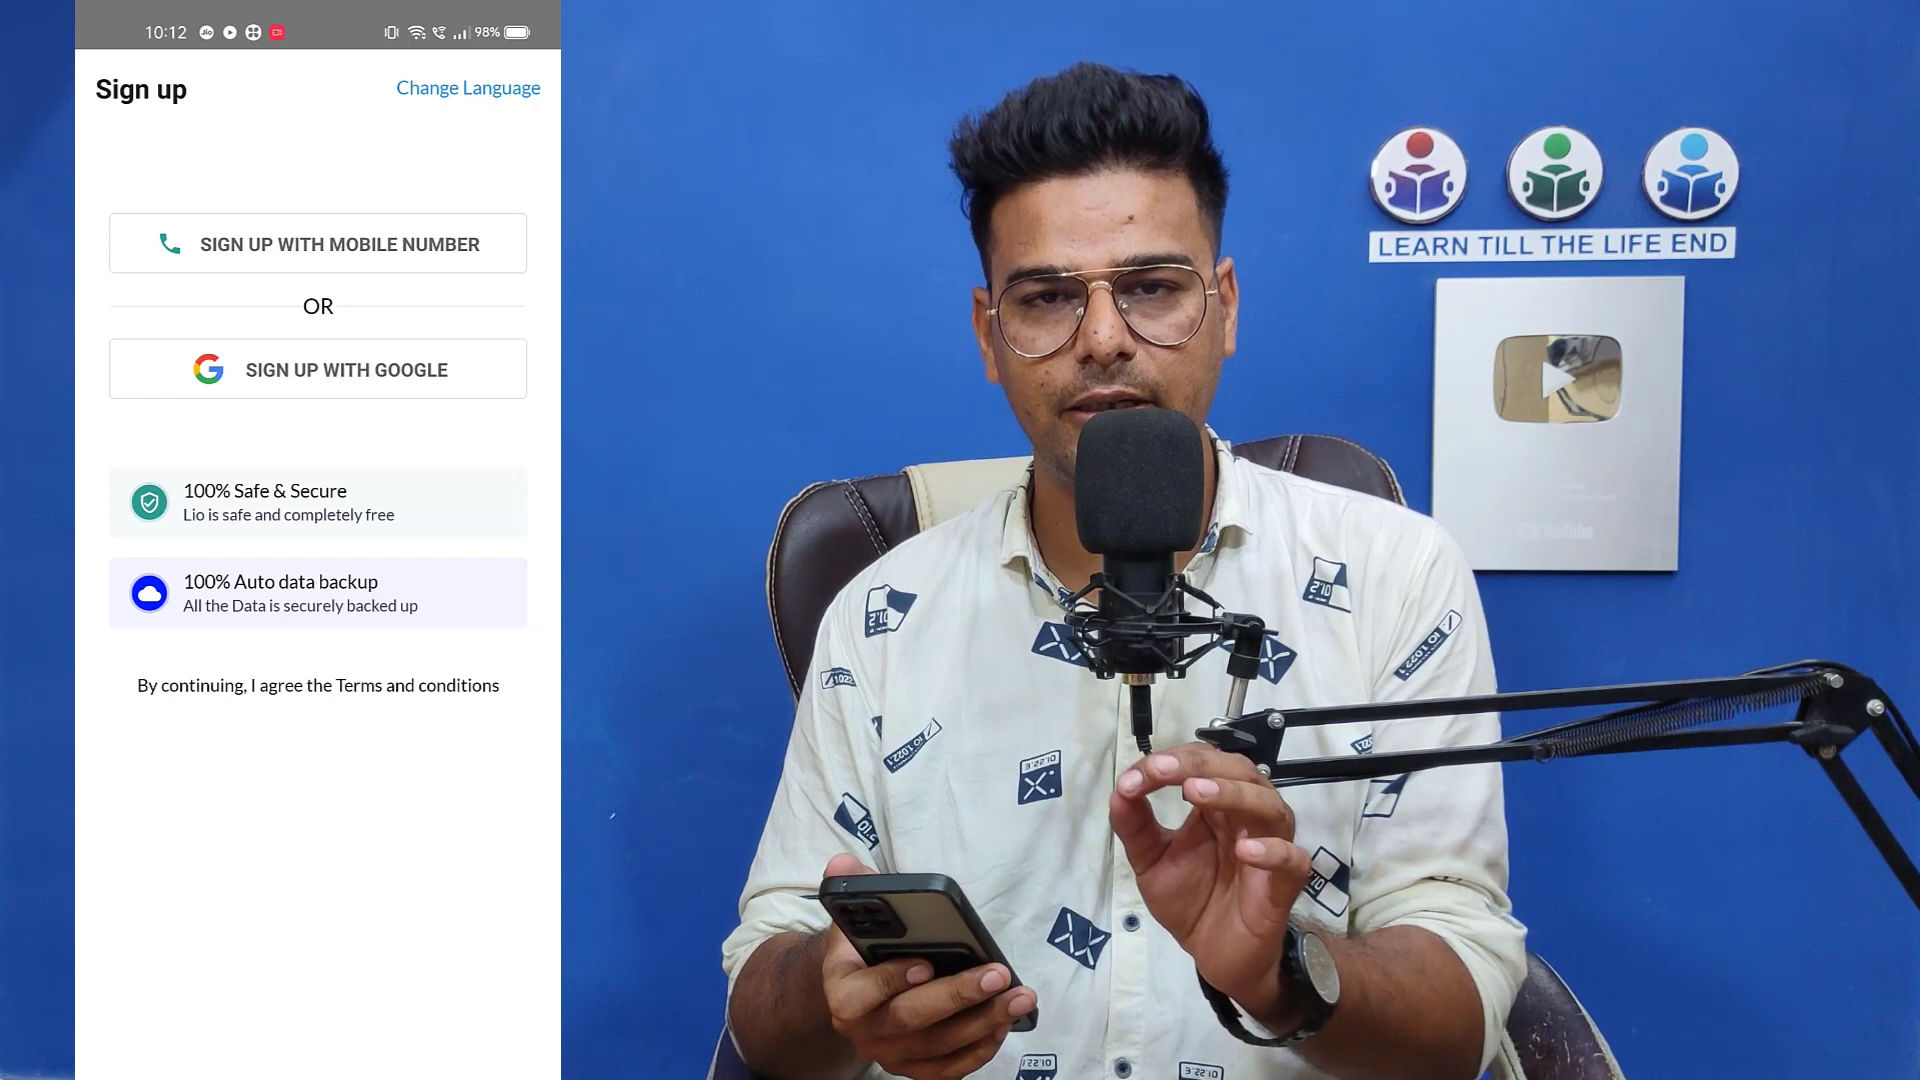 10:12
Jio
98%
Sign up
Change Language
SIGN UP WITH MOBILE NUMBER
OR
SIGN UP WITH GOOGLE
100% Safe & Secure
Lio is safe and completely free
100% Auto data backup
All the Data is securely backed up
By continuing, I agree the Terms and conditions
LEARN TILL THE LIFE END
YouTube